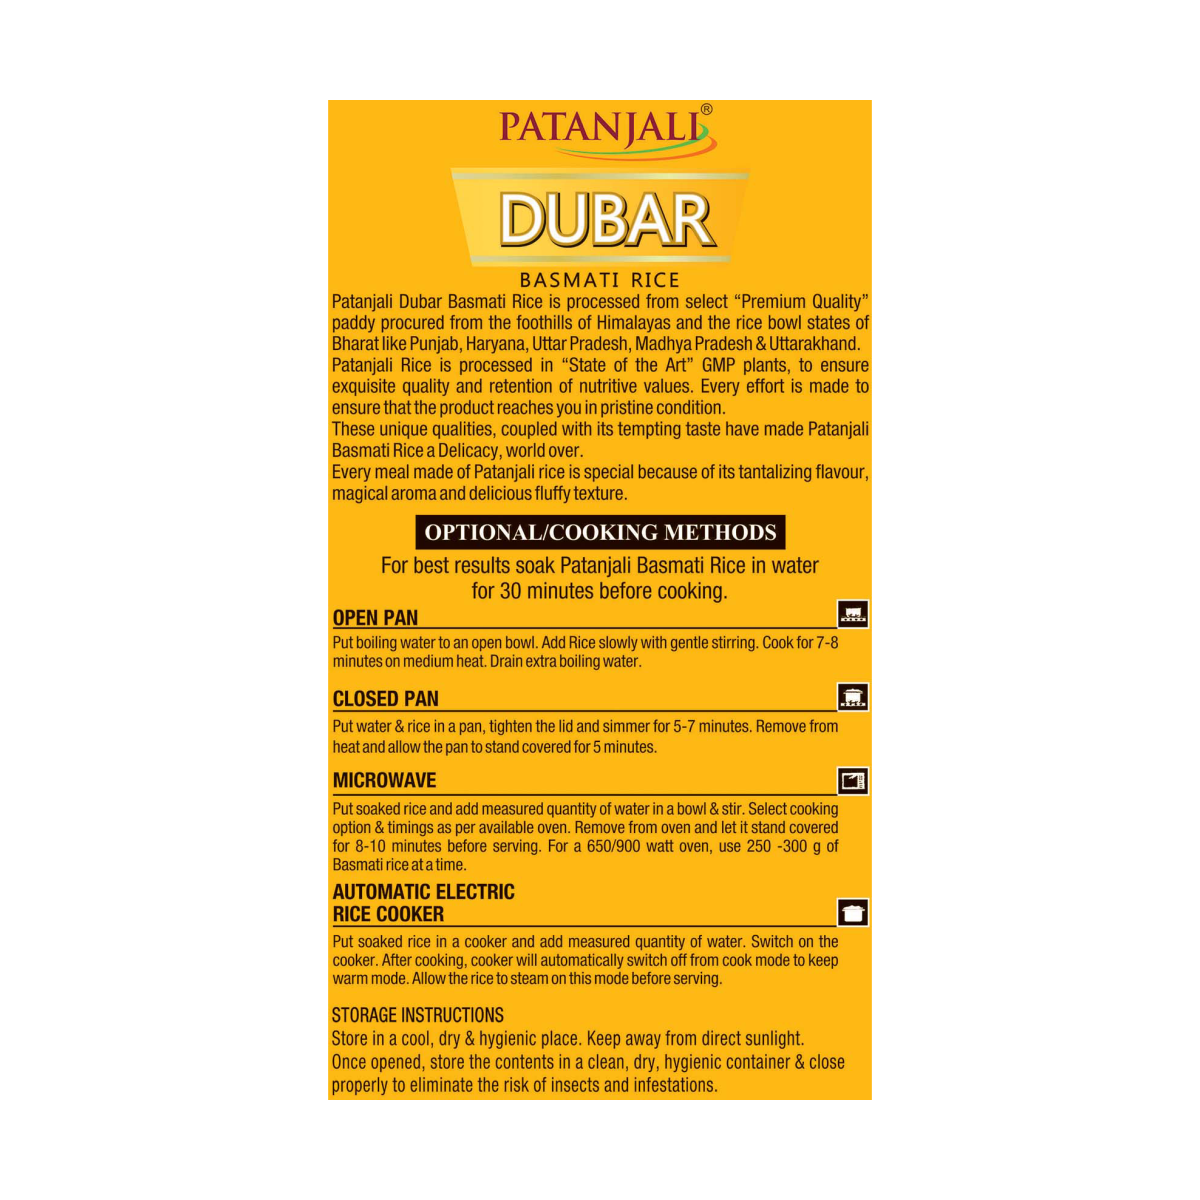 PATANJALI®
DUBAR
BASMATI RICE
Patanjali Dubar Basmati Rice is processed from select “Premium Quality”
paddy procured from the foothills of Himalayas and the rice bowl states of
Bharat like Punjab, Haryana, Uttar Pradesh, Madhya Pradesh & Uttarakhand.
Patanjali Rice is processed in “State of the Art” GMP plants, to ensure
exquisite quality and retention of nutritive values. Every effort is made to
ensure that the product reaches you in pristine condition.
These unique qualities, coupled with its tempting taste have made Patanjali
Basmati Rice a Delicacy, world over.
Every meal made of Patanjali rice is special because of its tantalizing flavour,
magical aroma and delicious fluffy texture.
OPTIONAL/COOKING METHODS
For best results soak Patanjali Basmati Rice in water
for 30 minutes before cooking.
OPEN PAN
Put boiling water to an open bowl. Add Rice slowly with gentle stirring. Cook for 7-8
minutes on medium heat. Drain extra boiling water.
CLOSED PAN
Put water & rice in a pan, tighten the lid and simmer for 5-7 minutes. Remove from
heat and allow the pan to stand covered for 5 minutes.
MICROWAVE
Put soaked rice and add measured quantity of water in a bowl & stir. Select cooking
option & timings as per available oven. Remove from oven and let it stand covered
for 8-10 minutes before serving. For a 650/900 watt oven, use 250 -300 g of
Basmati rice at a time.
AUTOMATIC ELECTRIC
RICE COOKER
Put soaked rice in a cooker and add measured quantity of water. Switch on the
cooker. After cooking, cooker will automatically switch off from cook mode to keep
warm mode. Allow the rice to steam on this mode before serving.
STORAGE INSTRUCTIONS
Store in a cool, dry & hygienic place. Keep away from direct sunlight.
Once opened, store the contents in a clean, dry, hygienic container & close
properly to eliminate the risk of insects and infestations.